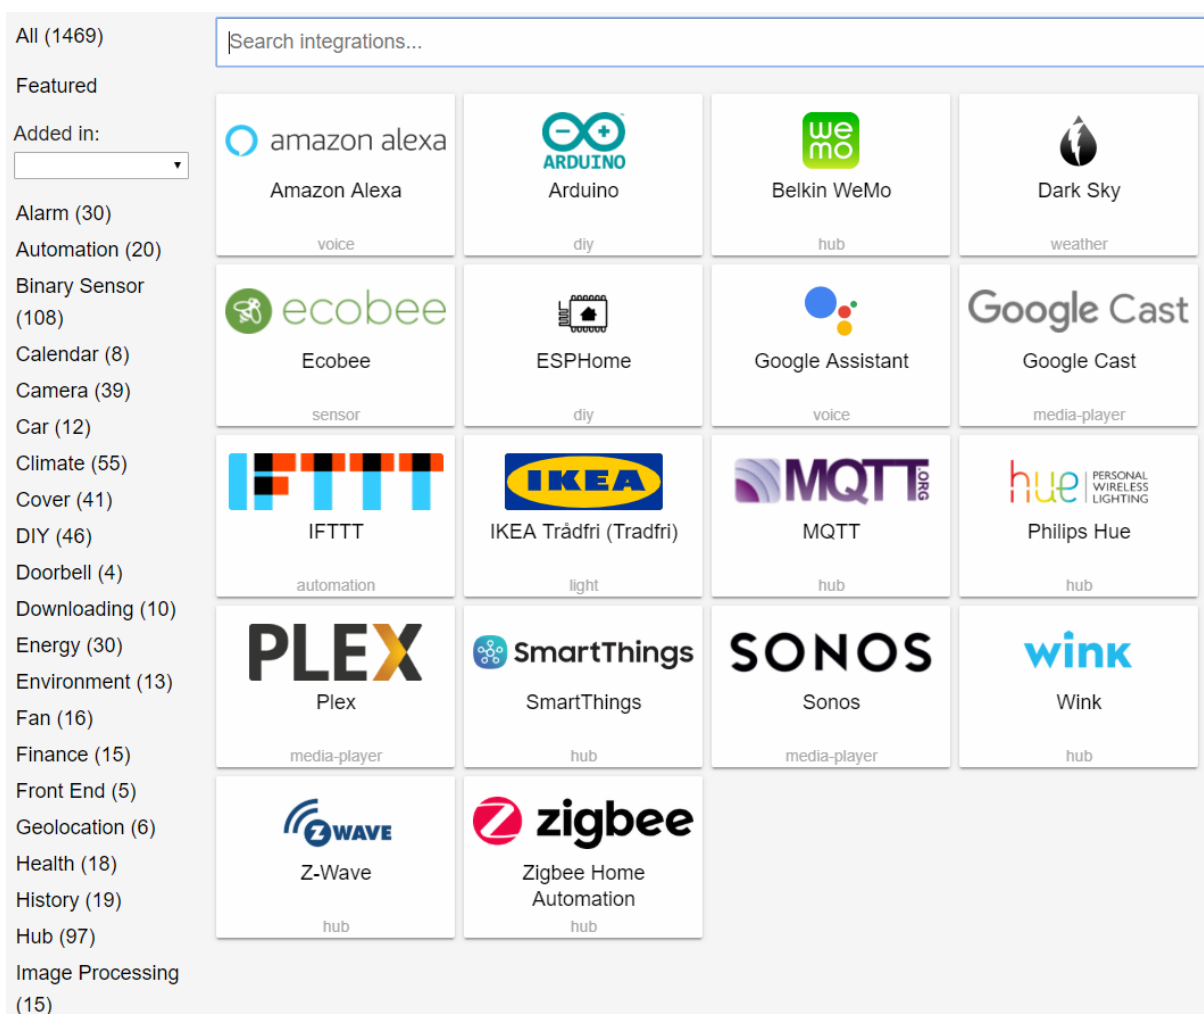 All (1469)
Featured
Added in:
Alarm (30)
Automation (20)
Binary Sensor
(108)
Calendar (8)
Camera (39)
Car (12)
Climate (55)
Cover (41)
DIY (46)
Doorbell (4)
Downloading (10)
Energy (30)
Environment (13)
Fan (16)
Finance (15)
Front End (5)
Geolocation (6)
Health (18)
History (19)
Hub (97)
Image Processing
(15)
Search integrations...
amazon alexa
Amazon Alexa
voice
ARDUINO
Arduino
diy
we
mo
Belkin WeMo
hub
Dark Sky
weather
ecobee
Ecobee
sensor
ESPHome
diy
Google Assistant
voice
Google Cast
Google Cast
media-player
IFTTT
IFTTT
automation
IKEA
IKEA Trådfri (Tradfri)
light
MQTT.ORG
MQTT
hub
hue PERSONAL
WIRELESS
LIGHTING
Philips Hue
hub
PLEX
Plex
media-player
SmartThings
SmartThings
hub
SONOS
Sonos
media-player
wink
Wink
hub
Z WAVE
Z-Wave
hub
zigbee
Zigbee Home
Automation
hub